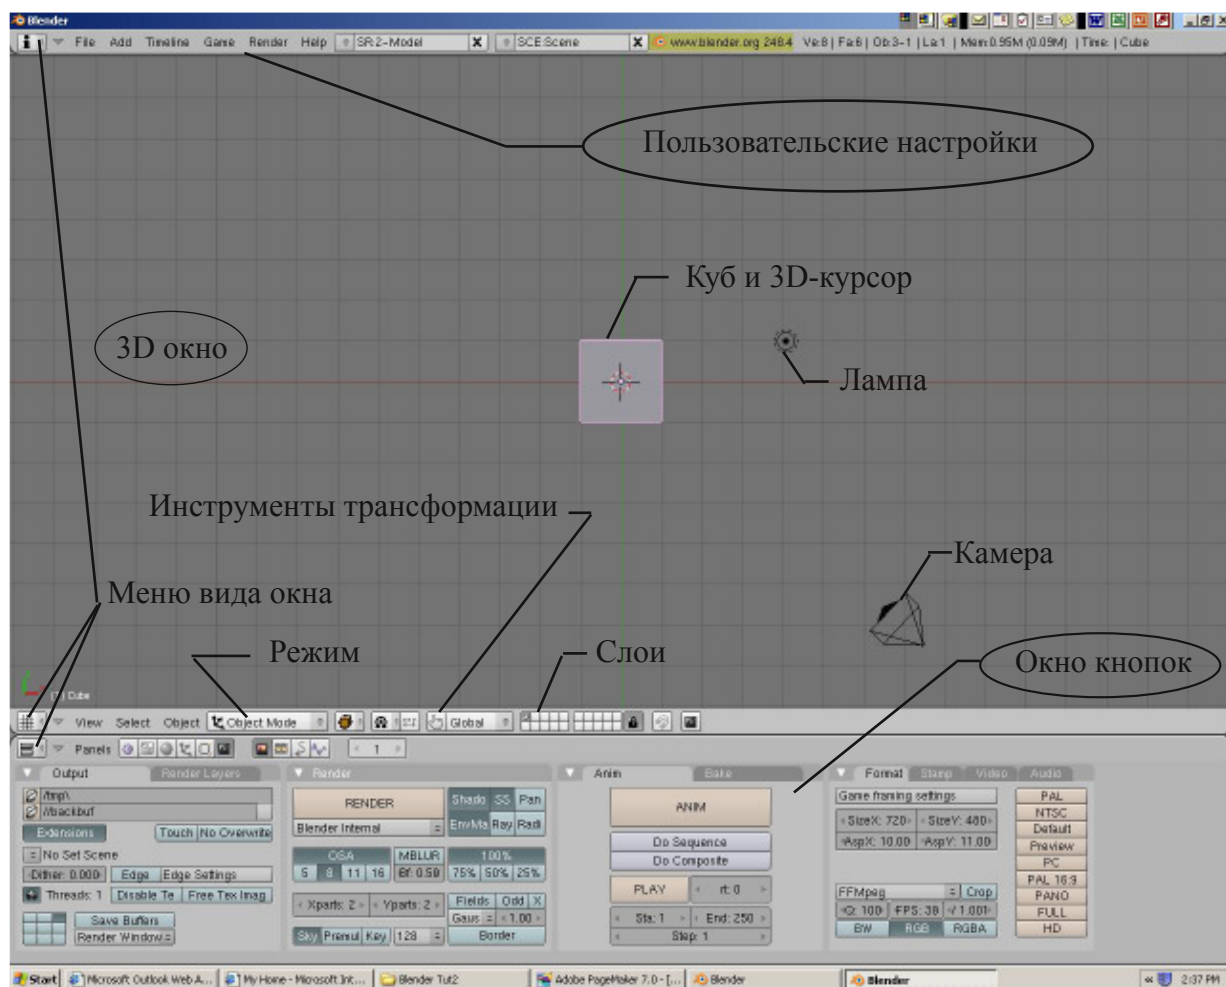 Blender
File Add Timeline Game Render Help SR:2-Model SCE:Scene www.blender.org 248.4 Ve:8 | Fa:6 | Ob:3-1 | La:1 | Mem:0.95M (0.09M) | Time: | Cube
Пользовательские настройки
Куб и 3D-курсор
3D окно
Лампа
Инструменты трансформации
Камера
Меню вида окна
Режим
Слои
Окно кнопок
(1) Cube
View Select Object Object Mode Global
Panels 1
Output Render Layers Render Anim Bake Format Stamp Video Audio
/tmp\
//backbuf
Extensions Touch No Overwrite
No Set Scene
Dither: 0.000 Edge Edge Settings
Threads: 1 Disable Te Free Tex Imag
Save Buffers
Render Window
RENDER Shado SS Pan
Blender Internal EnvMa Ray Radi
OSA MBLUR 100%
5 8 11 16 Bf: 0.50 75% 50% 25%
Xparts: 2 Yparts: 2 Fields Odd X
Gaus 1.00
Sky Premul Key 128 Border
ANIM
Do Sequence
Do Composite
PLAY rt: 0
Sta: 1 End: 250
Step: 1
Game framing settings
SizeX: 720 SizeY: 480
AspX: 10.00 AspY: 11.00
FFMpeg Crop
Q: 100 FPS: 30 / 1.001
BW RGB RGBA
PAL
NTSC
Default
Preview
PC
PAL 16:9
PANO
FULL
HD
Start Microsoft Outlook Web A... My Home - Microsoft Int... Blender Tut2 Adobe PageMaker 7.0 - [... Blender Blender 2:37 PM